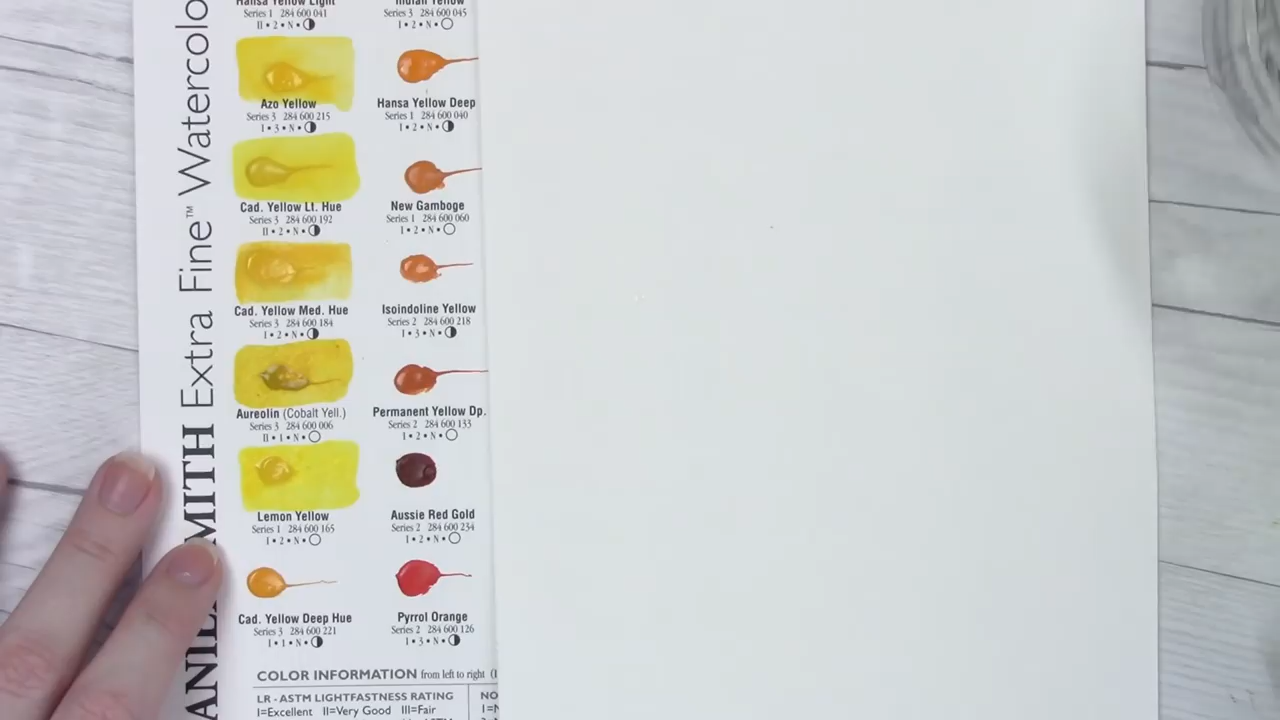 ANIEL SMITH Extra Fine™ Watercolo
Hansa Yellow Light
Series 1 284 600 041
II • 2 • N •
Azo Yellow
Series 3 284 600 215
I • 3 • N •
Cad. Yellow Lt. Hue
Series 3 284 600 192
II • 2 • N •
Cad. Yellow Med. Hue
Series 3 284 600 184
I • 2 • N •
Aureolin (Cobalt Yell.)
Series 3 284 600 006
II • 1 • N •
Lemon Yellow
Series 1 284 600 165
I • 2 • N •
Cad. Yellow Deep Hue
Series 3 284 600 221
I • 1 • N •
Indian Yellow
Series 3 284 600 045
I • 2 • N •
Hansa Yellow Deep
Series 1 284 600 040
I • 2 • N •
New Gamboge
Series 1 284 600 060
I • 2 • N •
Isoindoline Yellow
Series 2 284 600 218
I • 3 • N •
Permanent Yellow Dp.
Series 2 284 600 133
I • 2 • N •
Aussie Red Gold
Series 2 284 600 234
I • 2 • N •
Pyrrol Orange
Series 2 284 600 126
I • 3 • N •
COLOR INFORMATION from left to right (1
LR - ASTM LIGHTFASTNESS RATING
I=Excellent II=Very Good III=Fair
NO